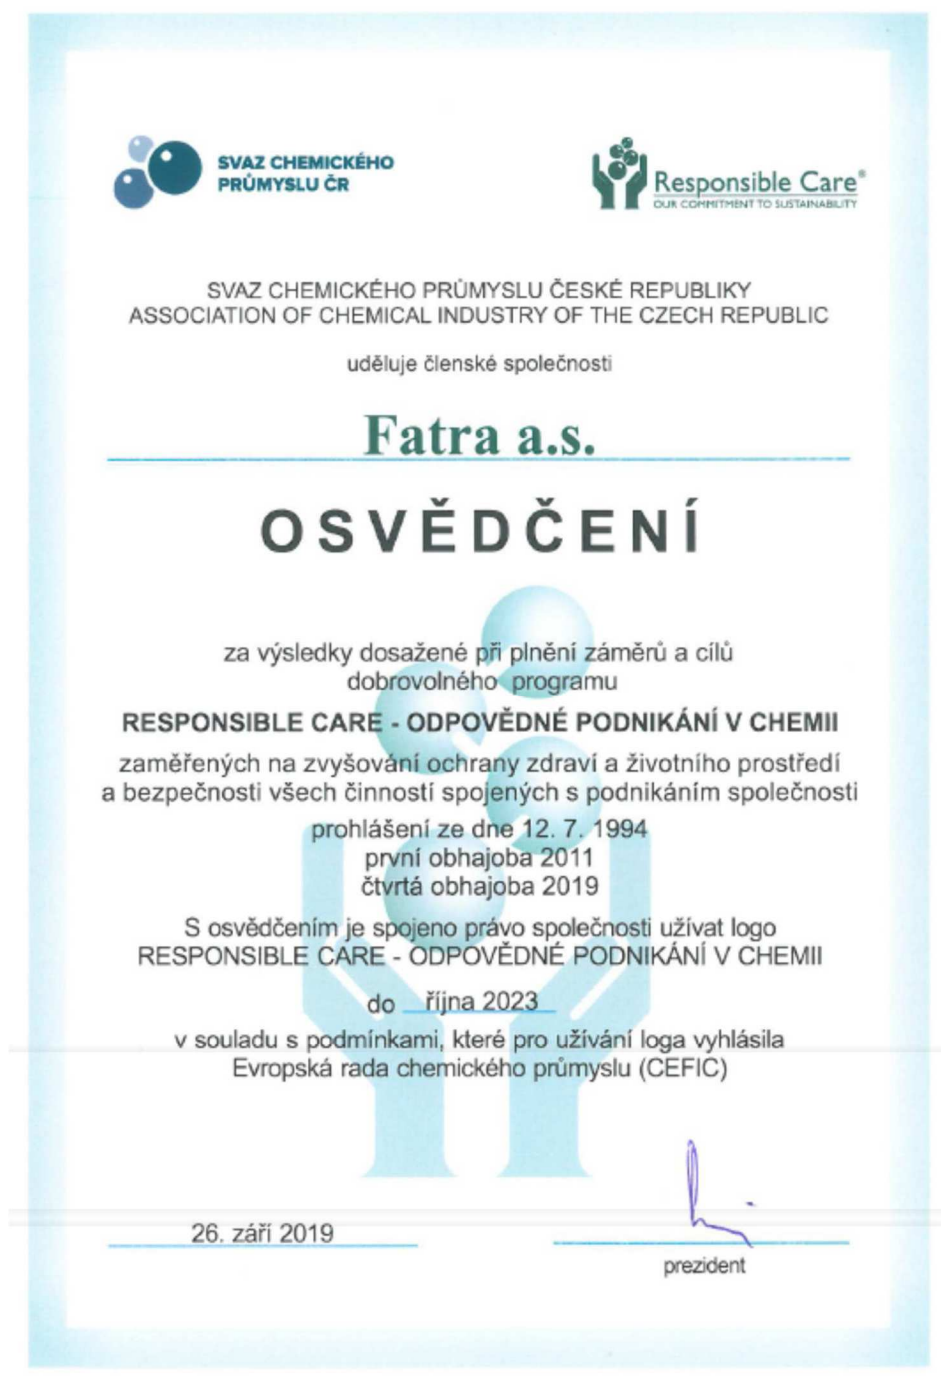 SVAZ CHEMICKÉHO
PRŮMYSLU ČR
Responsible Care®
OUR COMMITMENT TO SUSTAINABILITY
SVAZ CHEMICKÉHO PRŮMYSLU ČESKÉ REPUBLIKY
ASSOCIATION OF CHEMICAL INDUSTRY OF THE CZECH REPUBLIC
uděluje členské společnosti
Fatra a.s.
OSVĚDČENÍ
za výsledky dosažené při plnění záměrů a cílů
dobrovolného programu
RESPONSIBLE CARE - ODPOVĚDNÉ PODNIKÁNÍ V CHEMII
zaměřených na zvyšování ochrany zdraví a životního prostředí
a bezpečnosti všech činností spojených s podnikáním společnosti
prohlášení ze dne 12. 7. 1994
první obhajoba 2011
čtvrtá obhajoba 2019
S osvědčením je spojeno právo společnosti užívat logo
RESPONSIBLE CARE - ODPOVĚDNÉ PODNIKÁNÍ V CHEMII
do října 2023
v souladu s podmínkami, které pro užívání loga vyhlásila
Evropská rada chemického průmyslu (CEFIC)
26. září 2019
prezident